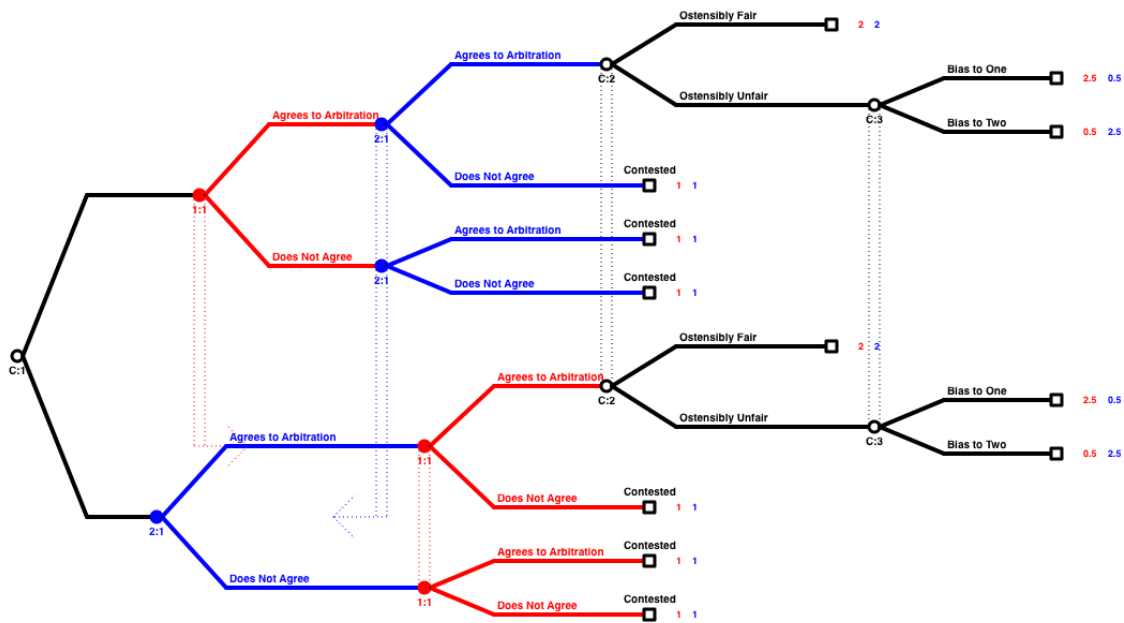 Ostensibly Fair
2 2
Agrees to Arbitration
C:2
Bias to One
2.5 0.5
Ostensibly Unfair
C:3
Agrees to Arbitration
Bias to Two
0.5 2.5
2:1
Contested
Does Not Agree
1 1
1:1
Contested
Agrees to Arbitration
1 1
Does Not Agree
2:1
Contested
Does Not Agree
1 1
Ostensibly Fair
2 2
C:1
Agrees to Arbitration
C:2
Bias to One
2.5 0.5
Ostensibly Unfair
C:3
Agrees to Arbitration
Bias to Two
0.5 2.5
1:1
Contested
Does Not Agree
1 1
2:1
Contested
Agrees to Arbitration
1 1
Does Not Agree
1:1
Contested
Does Not Agree
1 1